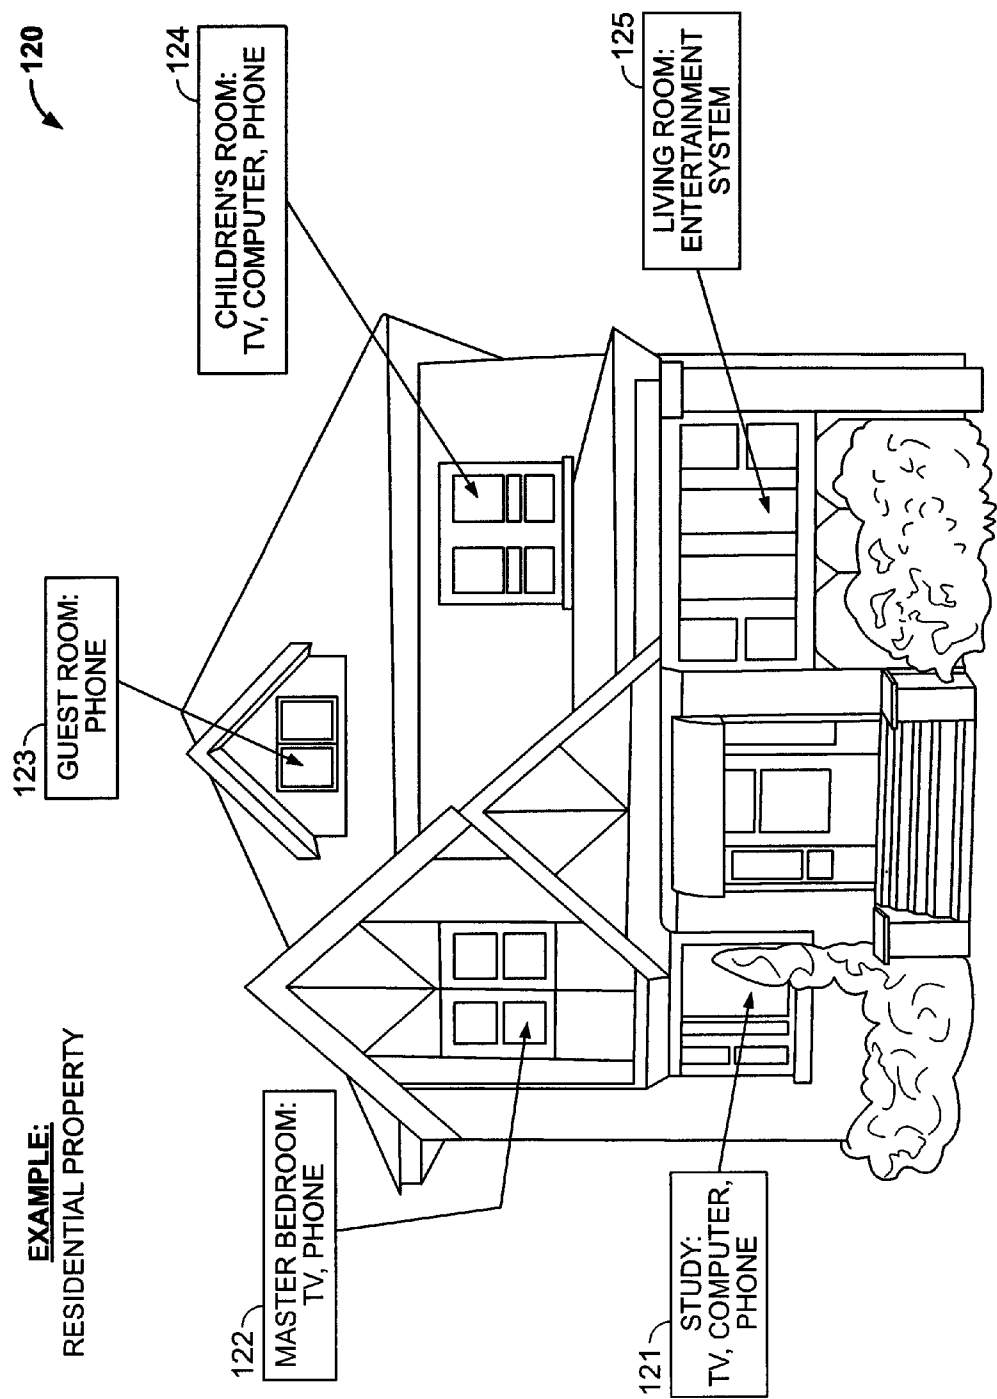 EXAMPLE:
RESIDENTIAL PROPERTY
120
123
GUEST ROOM:
PHONE
124
CHILDREN'S ROOM:
TV, COMPUTER, PHONE
122
MASTER BEDROOM:
TV, PHONE
125
LIVING ROOM:
ENTERTAINMENT
SYSTEM
121
STUDY:
TV, COMPUTER,
PHONE